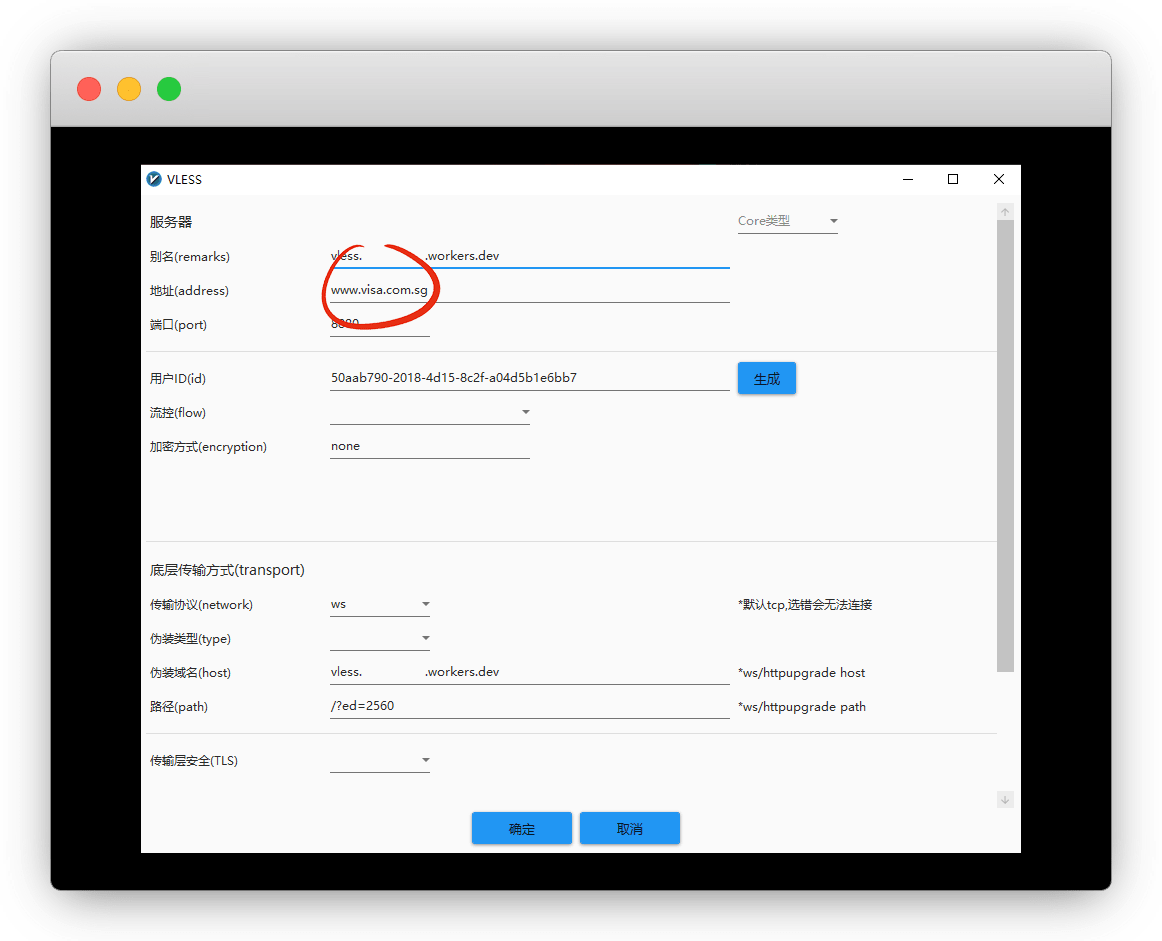 VLESS
服务器 Core类型
别名(remarks) vless. .workers.dev
地址(address) www.visa.com.sg
端口(port) 8080
用户ID(id) 50aab790-2018-4d15-8c2f-a04d5b1e6bb7 生成
流控(flow)
加密方式(encryption) none
底层传输方式(transport)
传输协议(network) ws *默认tcp,选错会无法连接
伪装类型(type)
伪装域名(host) vless. .workers.dev *ws/httpupgrade host
路径(path) /?ed=2560 *ws/httpupgrade path
传输层安全(TLS)
确定 取消